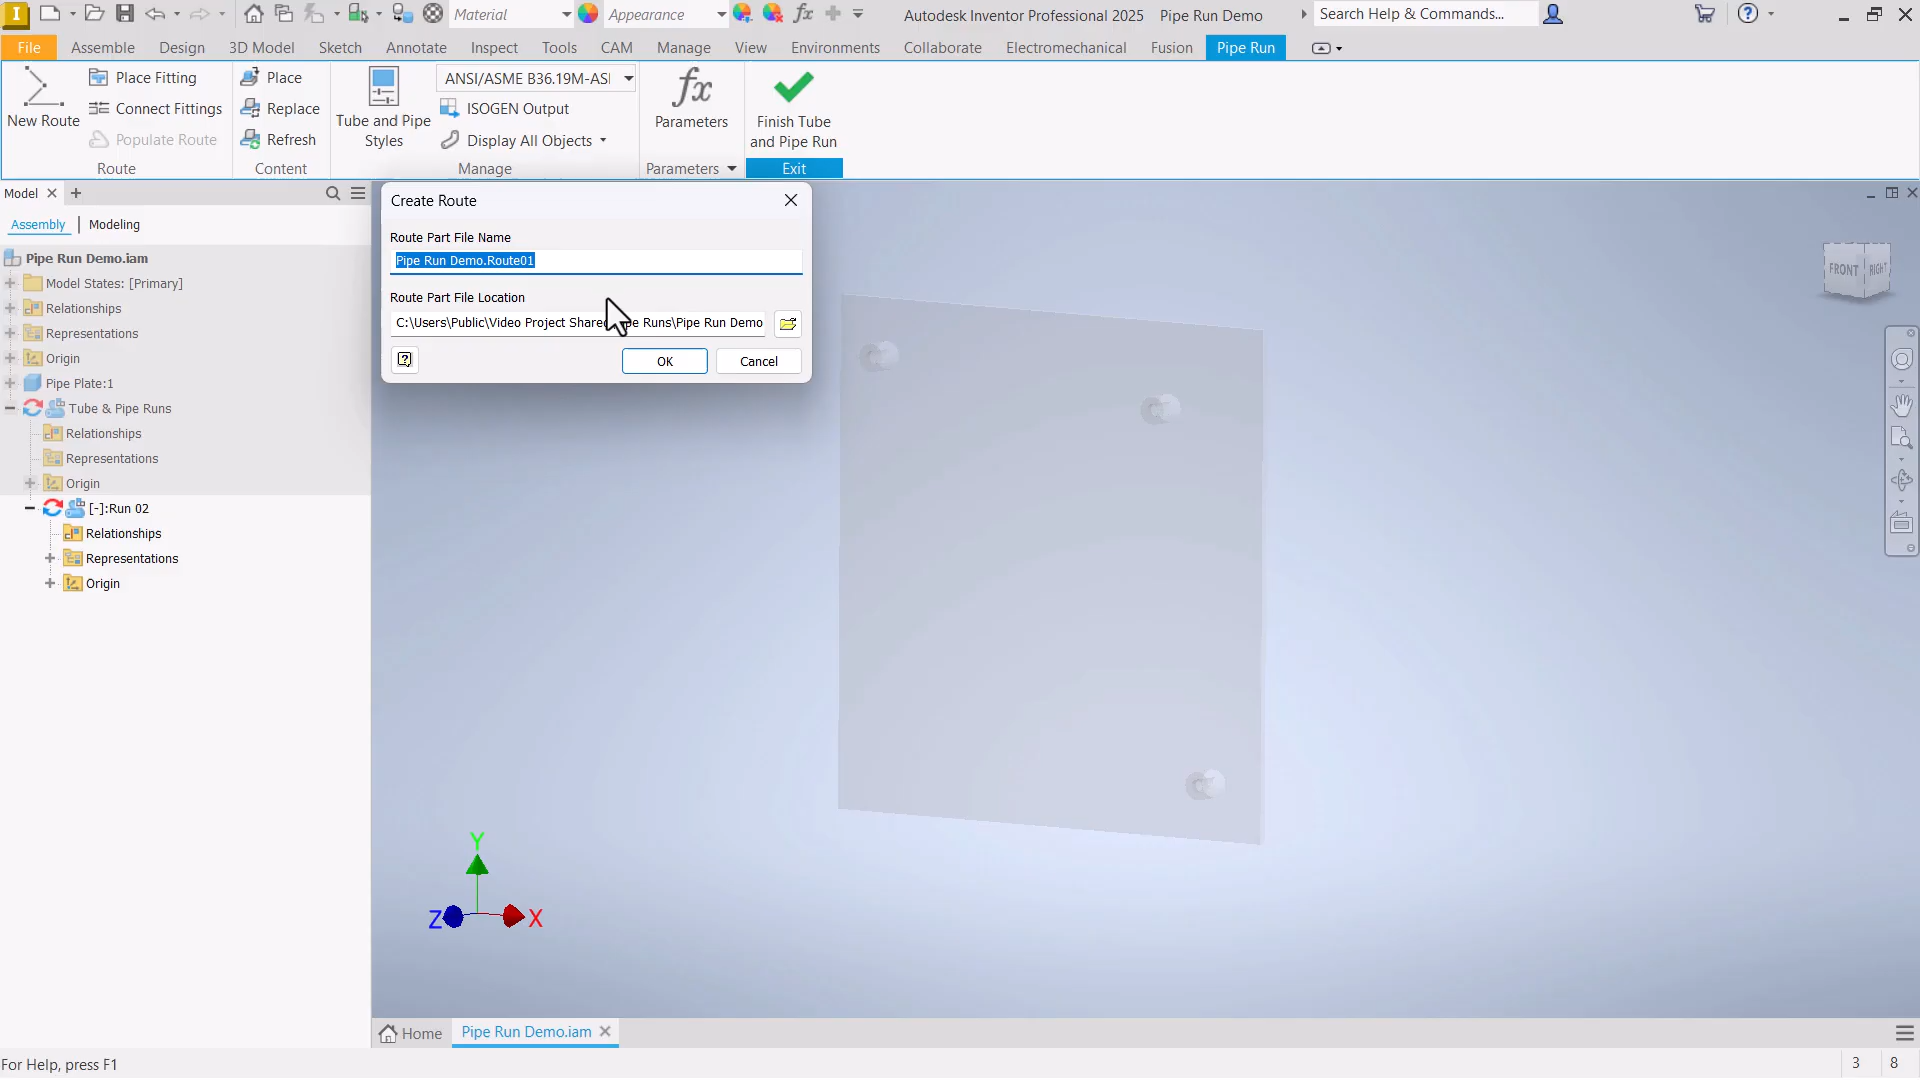 Material
Appearance
Autodesk Inventor Professional 2025 Pipe Run Demo
Search Help & Commands...
File Assemble Design 3D Model Sketch Annotate Inspect Tools CAM Manage View Environments Collaborate Electromechanical Fusion Pipe Run
New Route
Place Fitting
Connect Fittings
Populate Route
Route
Place
Replace
Refresh
Content
Tube and Pipe
Styles
ANSI/ASME B36.19M-ASI
ISOGEN Output
Display All Objects
Manage
fx
Parameters
Parameters
Finish Tube
and Pipe Run
Exit
Model
Assembly | Modeling
Pipe Run Demo.iam
Model States: [Primary]
Relationships
Representations
Origin
Pipe Plate:1
Tube & Pipe Runs
Relationships
Representations
Origin
[-]:Run 02
Relationships
Representations
Origin
Create Route
Route Part File Name
Pipe Run Demo.Route01
Route Part File Location
C:\Users\Public\Video Project Shared Runs\Pipe Run Demo
OK
Cancel
FRONT
RIGHT
Y
Z
X
Home
Pipe Run Demo.iam
For Help, press F1
3 8